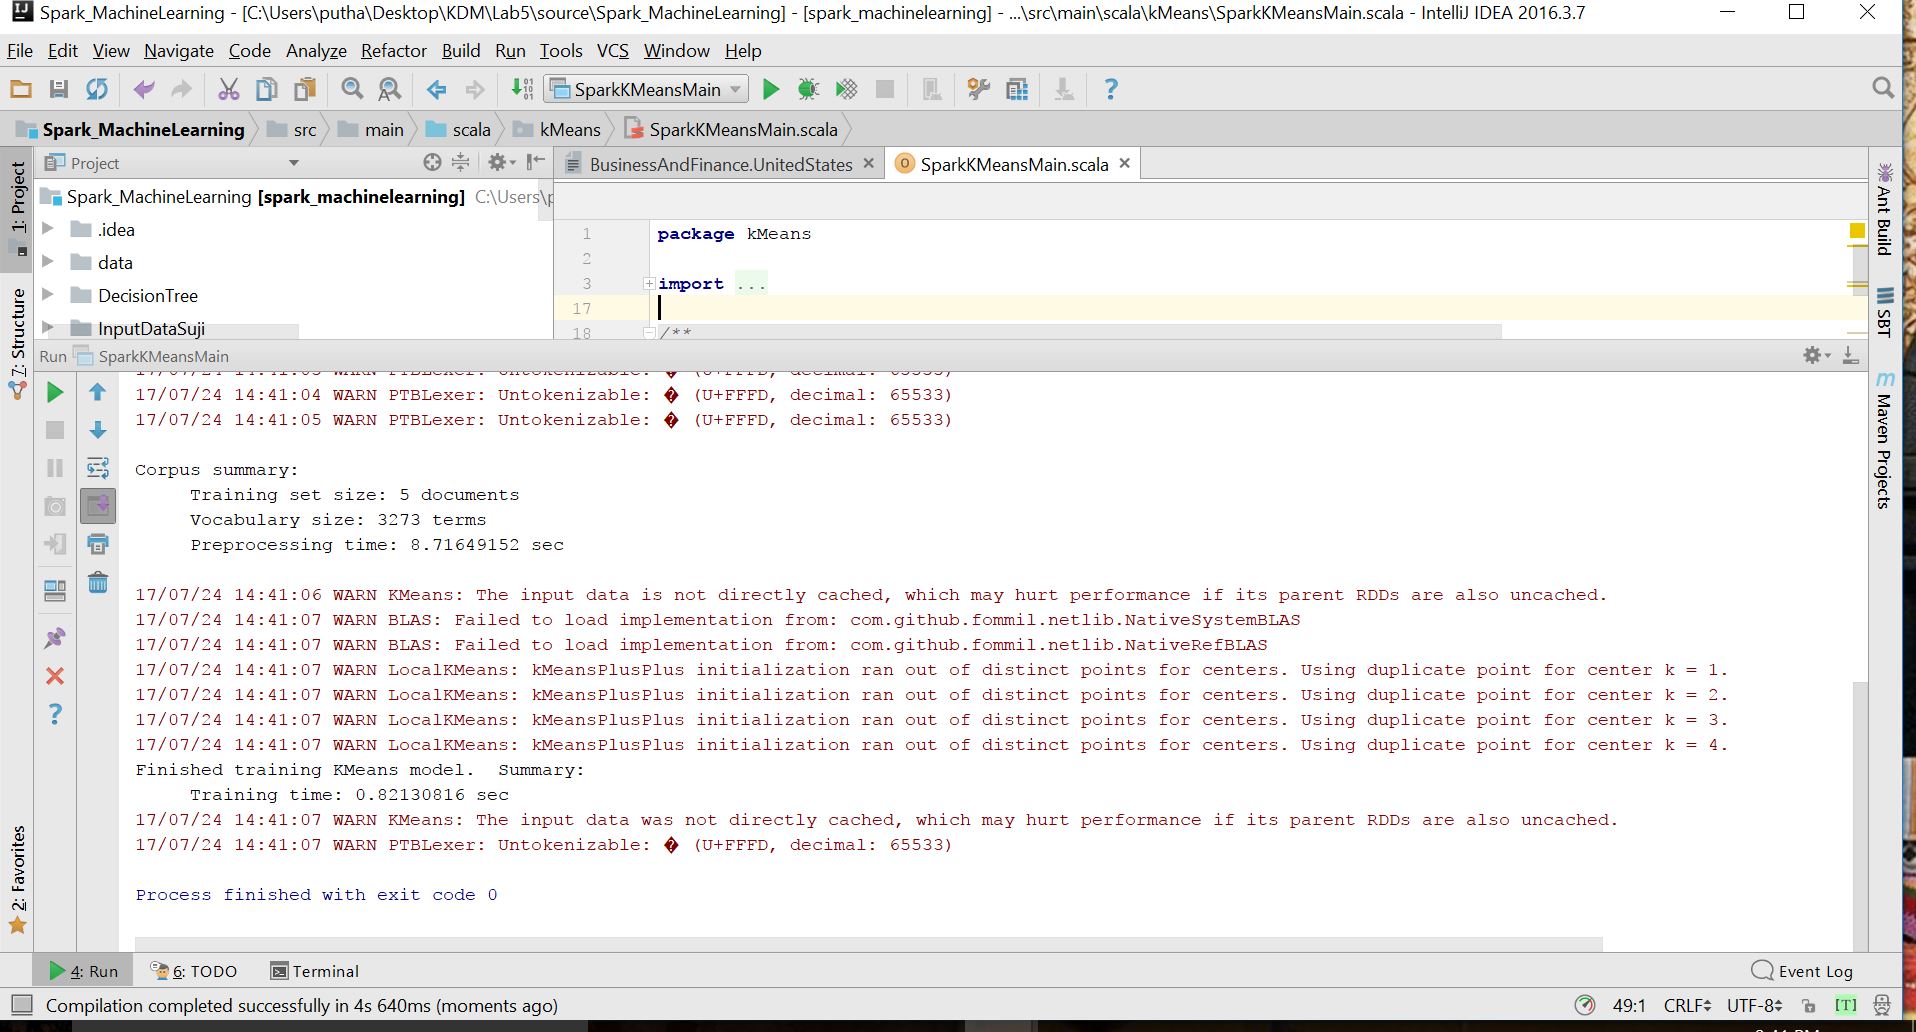 Spark_MachineLearning - [C:\Users\putha\Desktop\KDM\Lab5\source\Spark_MachineLearning] - [spark_machinelearning] - ...\src\main\scala\kMeans\SparkKMeansMain.scala - IntelliJ IDEA 2016.3.7
File Edit View Navigate Code Analyze Refactor Build Run Tools VCS Window Help
SparkKMeansMain
Spark_MachineLearning src main scala kMeans SparkKMeansMain.scala
Project
BusinessAndFinance.UnitedStates SparkKMeansMain.scala
Spark_MachineLearning [spark_machinelearning] C:\Users\p
.idea
data
DecisionTree
InputDataSuji
1 package kMeans
2
3 import ...
17
18 /**
1: Project
7: Structure
2: Favorites
Ant Build
SBT
Maven Projects
Run SparkKMeansMain
17/07/24 14:41:04 WARN PTBLexer: Untokenizable: � (U+FFFD, decimal: 65533)
17/07/24 14:41:05 WARN PTBLexer: Untokenizable: � (U+FFFD, decimal: 65533)
Corpus summary:
Training set size: 5 documents
Vocabulary size: 3273 terms
Preprocessing time: 8.71649152 sec
17/07/24 14:41:06 WARN KMeans: The input data is not directly cached, which may hurt performance if its parent RDDs are also uncached.
17/07/24 14:41:07 WARN BLAS: Failed to load implementation from: com.github.fommil.netlib.NativeSystemBLAS
17/07/24 14:41:07 WARN BLAS: Failed to load implementation from: com.github.fommil.netlib.NativeRefBLAS
17/07/24 14:41:07 WARN LocalKMeans: kMeansPlusPlus initialization ran out of distinct points for centers. Using duplicate point for center k = 1.
17/07/24 14:41:07 WARN LocalKMeans: kMeansPlusPlus initialization ran out of distinct points for centers. Using duplicate point for center k = 2.
17/07/24 14:41:07 WARN LocalKMeans: kMeansPlusPlus initialization ran out of distinct points for centers. Using duplicate point for center k = 3.
17/07/24 14:41:07 WARN LocalKMeans: kMeansPlusPlus initialization ran out of distinct points for centers. Using duplicate point for center k = 4.
Finished training KMeans model.  Summary:
Training time: 0.82130816 sec
17/07/24 14:41:07 WARN KMeans: The input data was not directly cached, which may hurt performance if its parent RDDs are also uncached.
17/07/24 14:41:07 WARN PTBLexer: Untokenizable: � (U+FFFD, decimal: 65533)
Process finished with exit code 0
4: Run 6: TODO Terminal Event Log
Compilation completed successfully in 4s 640ms (moments ago) 49:1 CRLF UTF-8 [T]